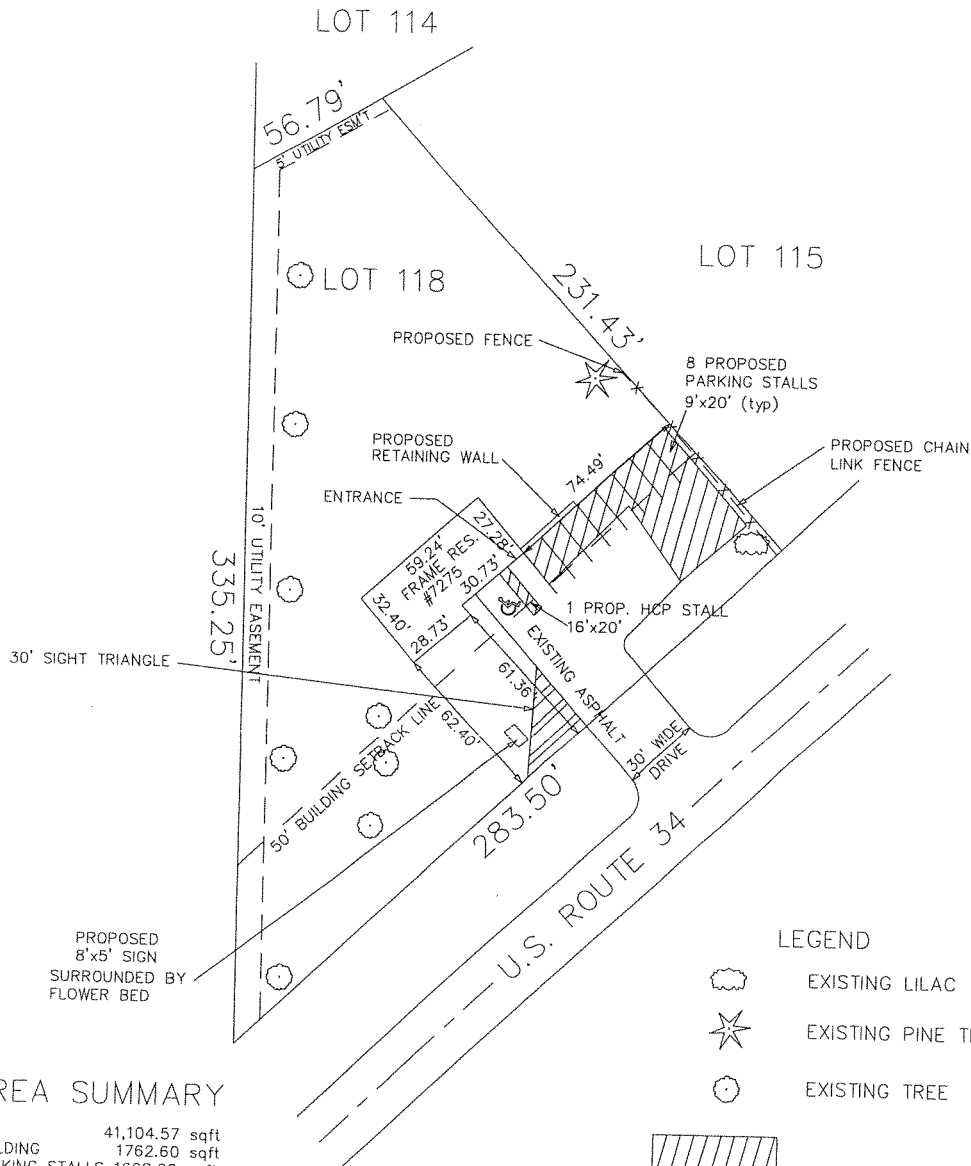 LOT 114
56.79'
5' UTILITY ESM'T
LOT 118
LOT 115
231.43'
PROPOSED FENCE
8 PROPOSED
PARKING STALLS
9'x20' (typ)
PROPOSED
RETAINING WALL
74.49'
PROPOSED CHAIN
LINK FENCE
ENTRANCE
27.28'
59.24'
FRAME RES.
#7275
30.73'
32.40'
28.73'
10' UTILITY EASEMENT
335.25'
1 PROP. HCP STALL
16'x20'
EXISTING ASPHALT
30' SIGHT TRIANGLE
61.36'
62.40'
50' BUILDING SETBACK LINE
30' WIDE
DRIVE
283.50'
U.S. ROUTE 34
PROPOSED
8'x5' SIGN
SURROUNDED BY
FLOWER BED
LEGEND
EXISTING LILAC
EXISTING PINE
EXISTING TREE
SUMMARY
41,104.57 sqft
1762.60 sqft
STALLS